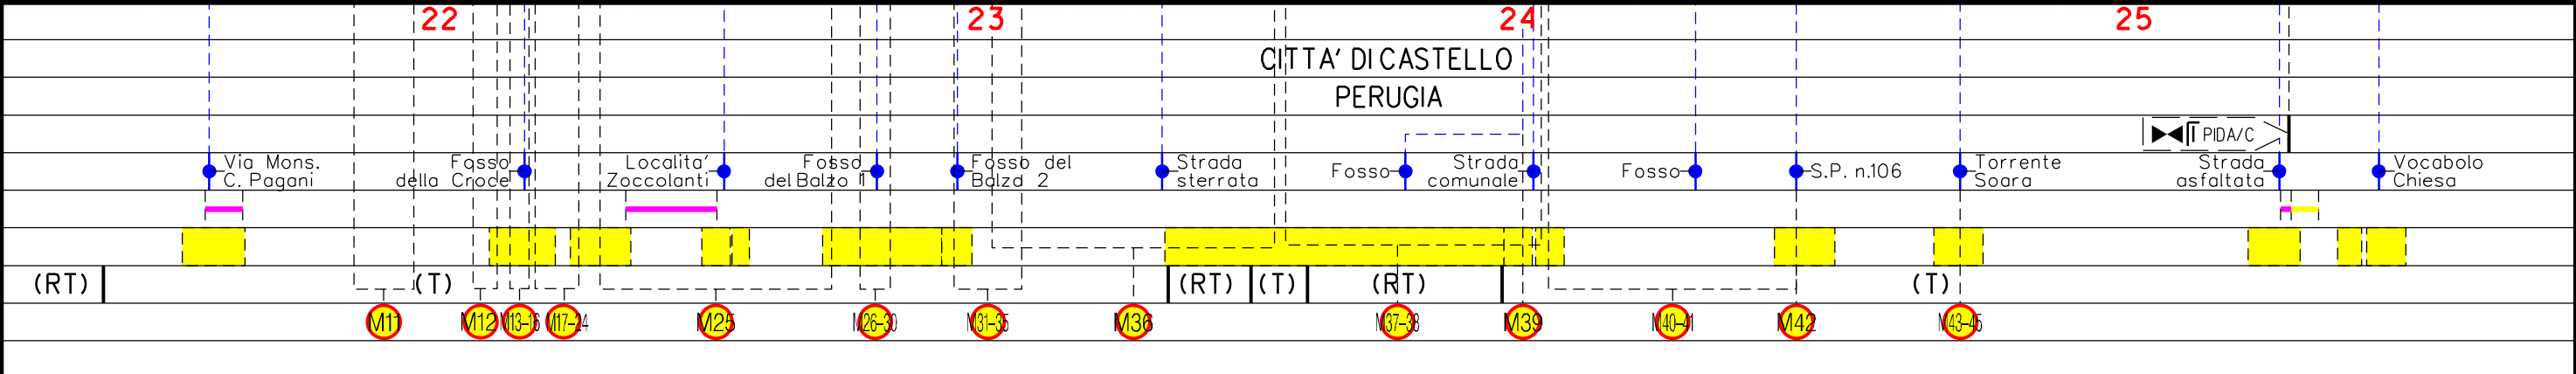 22 23 24 25
CITTA' DI CASTELLO
PERUGIA
PIDA/C
Via Mons.
C. Pagani
Fosso
della Croce
Localita'
Zoccolanti
Fosso
del Balzo 1
Fosso del
Balzo 2
Strada
sterrata
Fosso
Strada
comunale
Fosso
S.P. n.106
Torrente
Soara
Strada
asfaltata
Vocabolo
Chiesa
(RT) (T) (RT) (T) (RT) (T)
M11 M12 M13-16 M17-24 M25 M26-30 M31-35 M36 M37-38 M39 M40-41 M42 M43-45